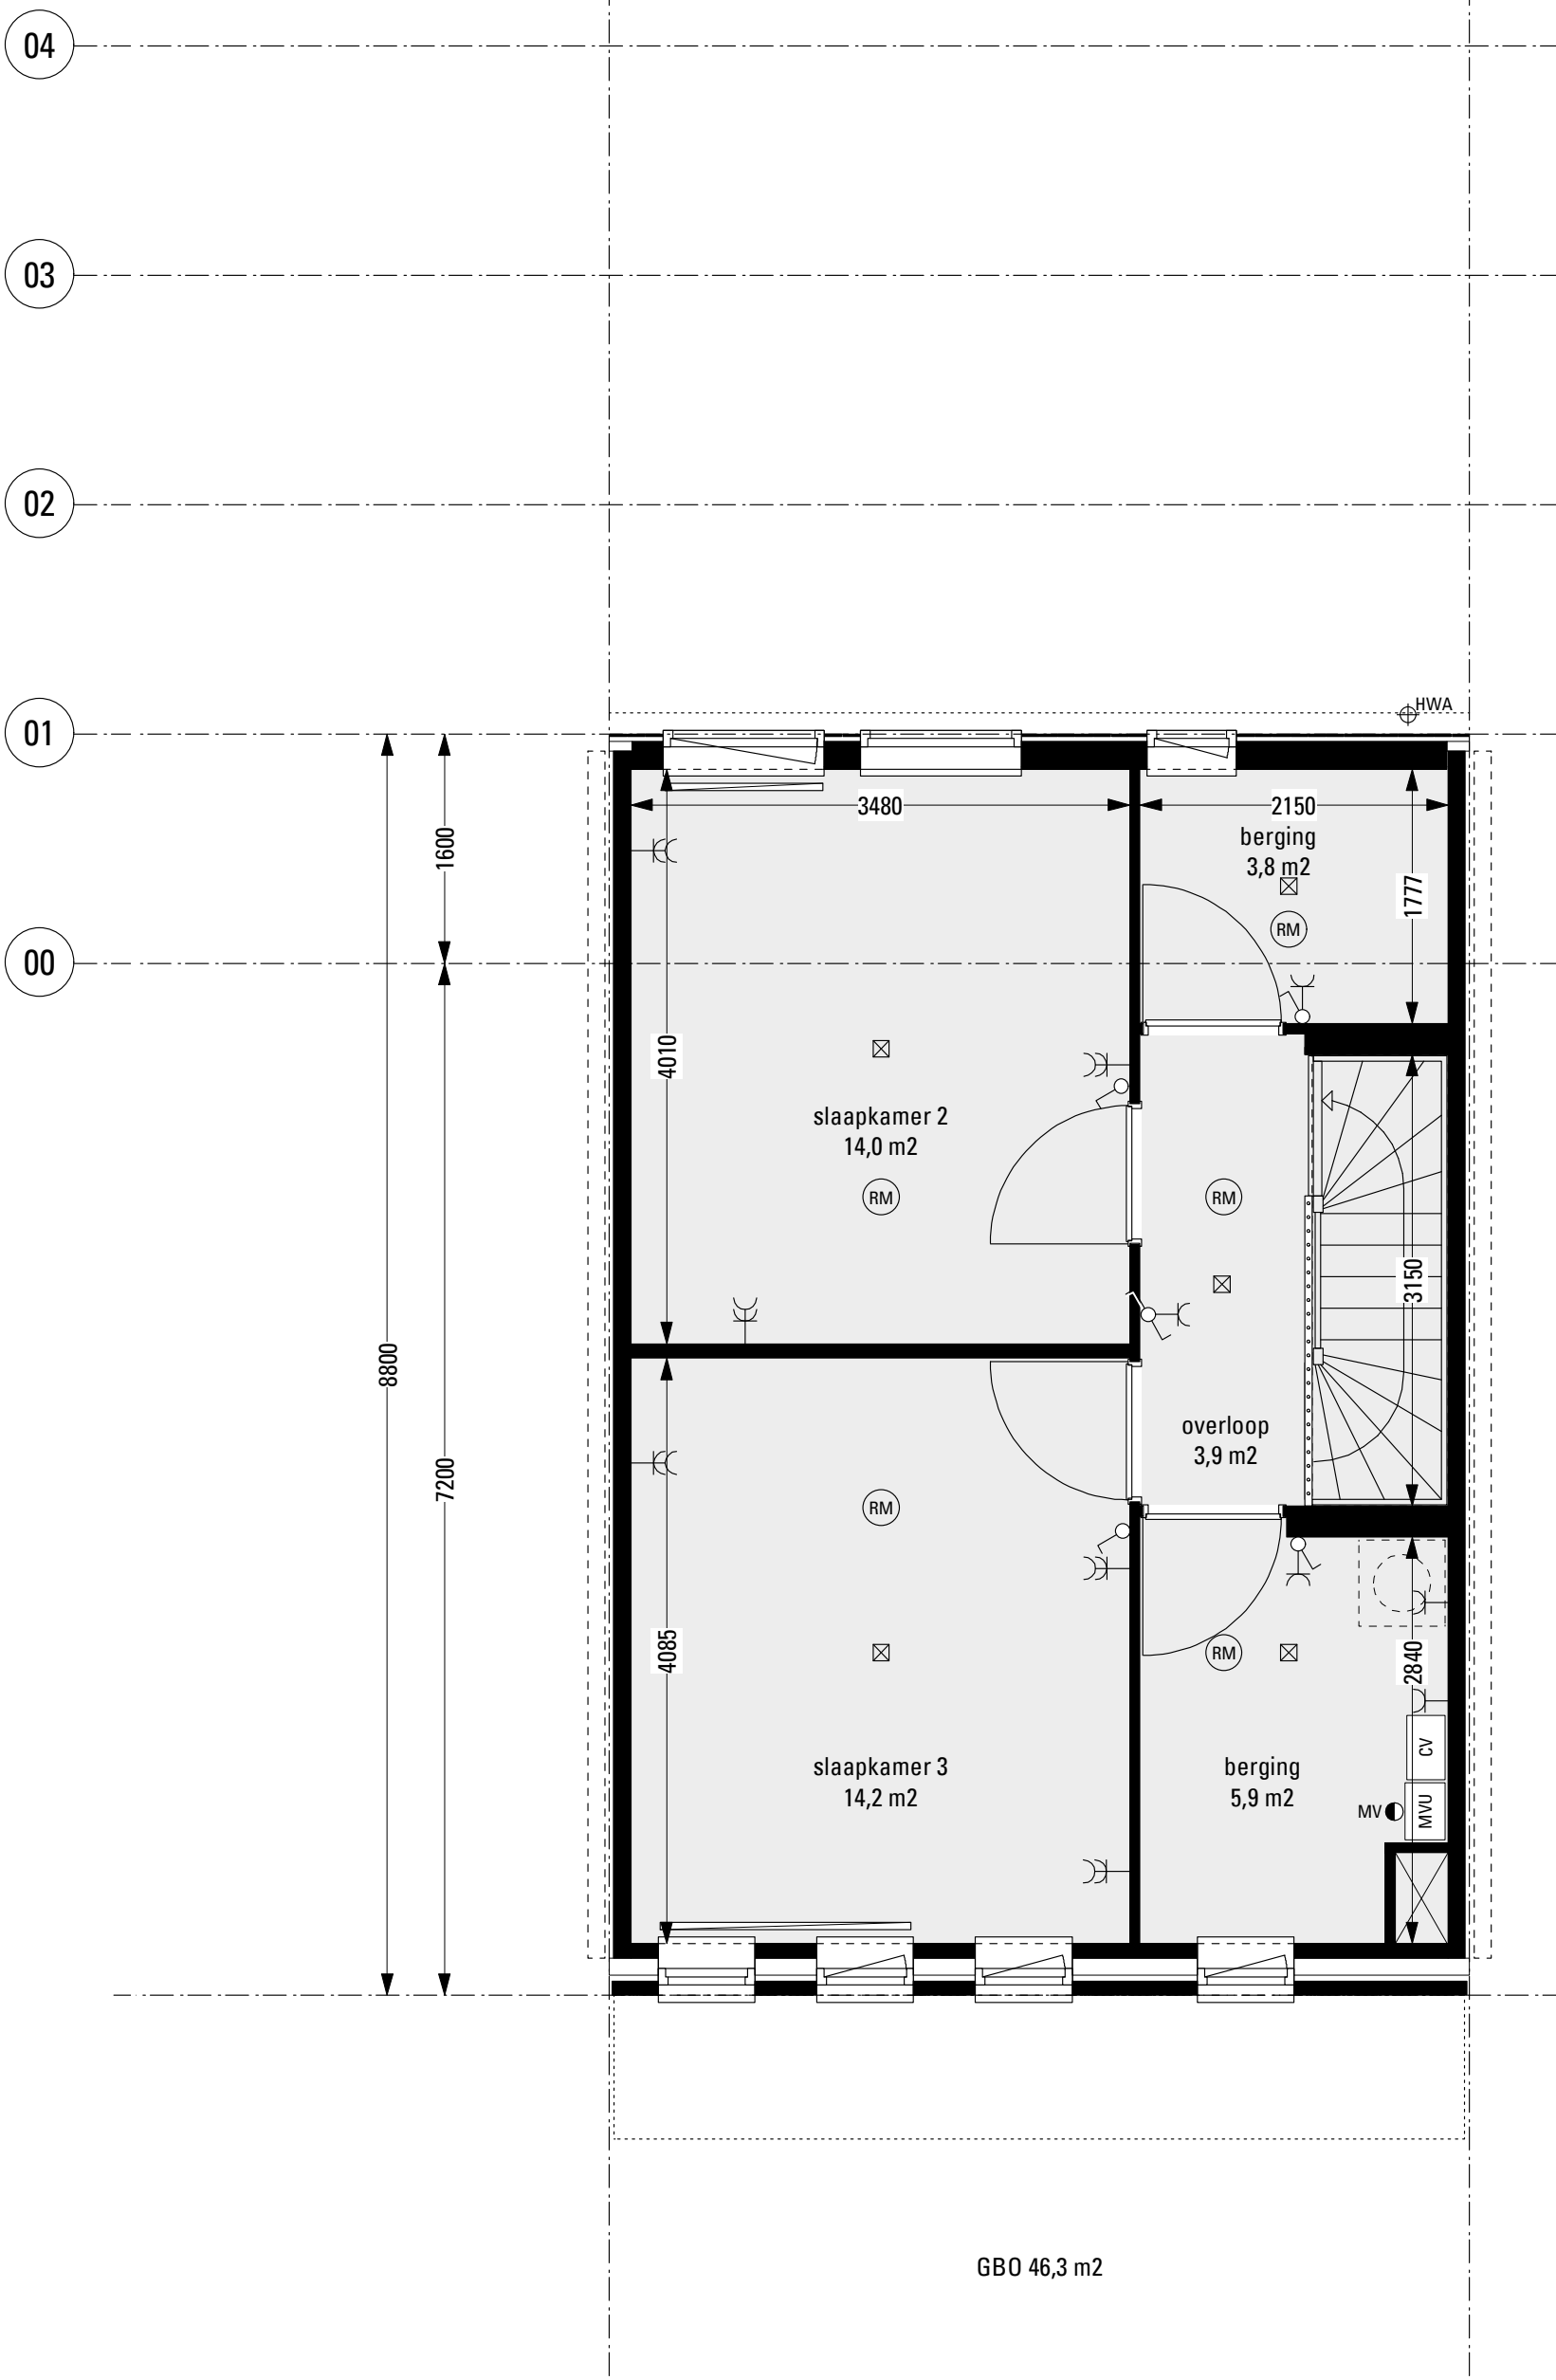 04
03
02
01
HWA
3480
2150
berging
3,8 m2
1600
1777
RM
00
4010
slaapkamer 2
14,0 m2
RM
RM
3150
8800
overloop
3,9 m2
7200
RM
4085
RM
2840
CV
slaapkamer 3
14,2 m2
berging
5,9 m2
MV
MVU
GBO 46,3 m2